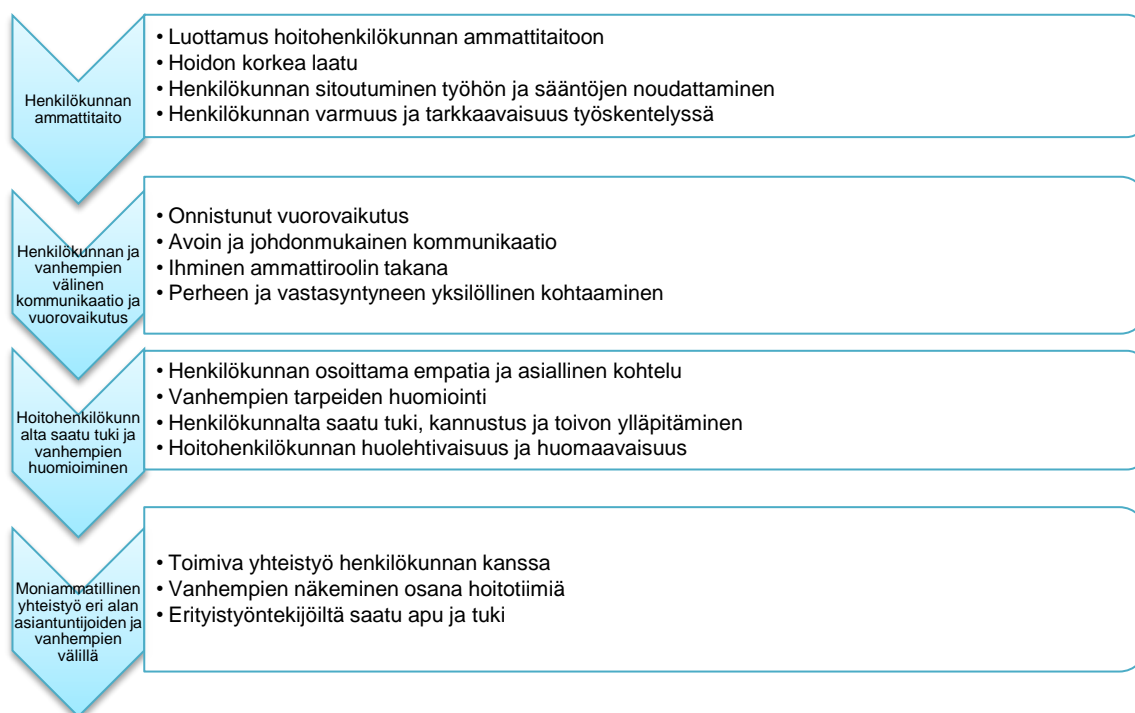 Henkilökunnan
ammattitaito
• Luottamus hoitohenkilökunnan ammattitaitoon
• Hoidon korkea laatu
• Henkilökunnan sitoutuminen työhön ja sääntöjen noudattaminen
• Henkilökunnan varmuus ja tarkkaavaisuus työskentelyssä
Henkilökunnan ja
vanhempien
välinen
kommunikaatio ja
vuorovaikutus
• Onnistunut vuorovaikutus
• Avoin ja johdonmukainen kommunikaatio
• Ihminen ammattiroolin takana
• Perheen ja vastasyntyneen yksilöllinen kohtaaminen
Hoitohenkilökunn
alta saatu tuki ja
vanhempien
huomioiminen
• Henkilökunnan osoittama empatia ja asiallinen kohtelu
• Vanhempien tarpeiden huomiointi
• Henkilökunnalta saatu tuki, kannustus ja toivon ylläpitäminen
• Hoitohenkilökunnan huolehtivaisuus ja huomaavaisuus
Moniammatillinen
yhteistyö eri alan
asiantuntijoiden ja
vanhempien
välillä
• Toimiva yhteistyö henkilökunnan kanssa
• Vanhempien näkeminen osana hoitotiimiä
• Erityistyöntekijöiltä saatu apu ja tuki